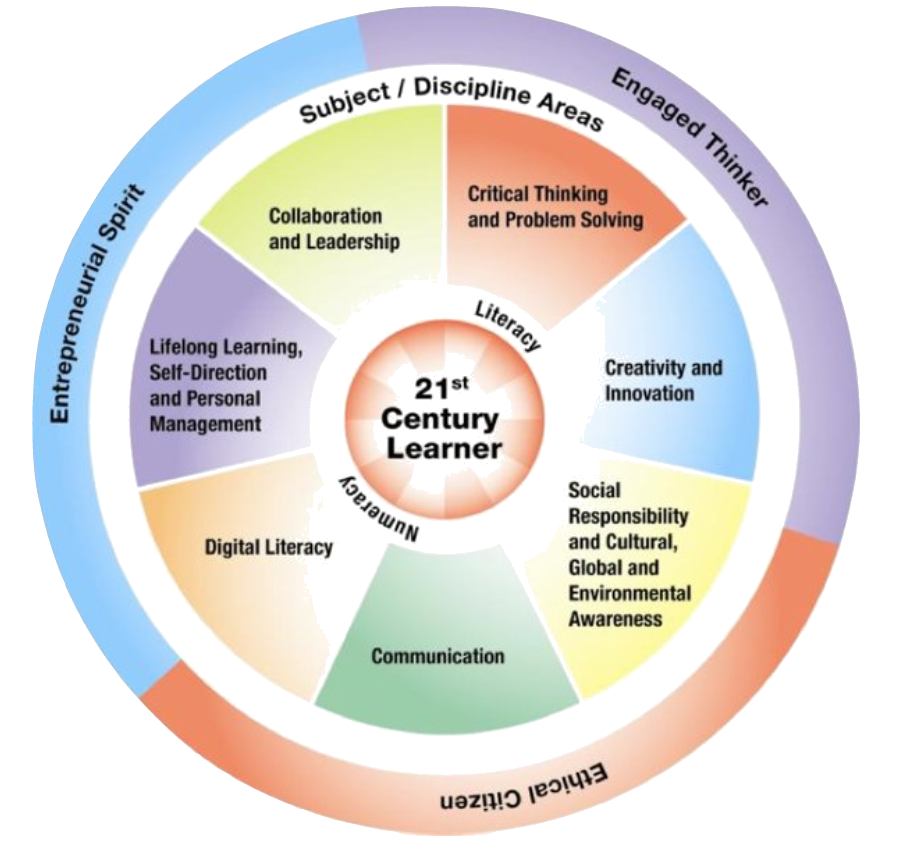 Engaged Thinker
Subject / Discipline Areas
Entrepreneurial Spirit
Collaboration
and Leadership
Critical Thinking
and Problem Solving
Lifelong Learning,
Self-Direction
and Personal
Management
Creativity and
Innovation
Literacy
21st
Century
Learner
Numeracy
Digital Literacy
Social
Responsibility
and Cultural,
Global and
Environmental
Awareness
Communication
Ethical Citizen